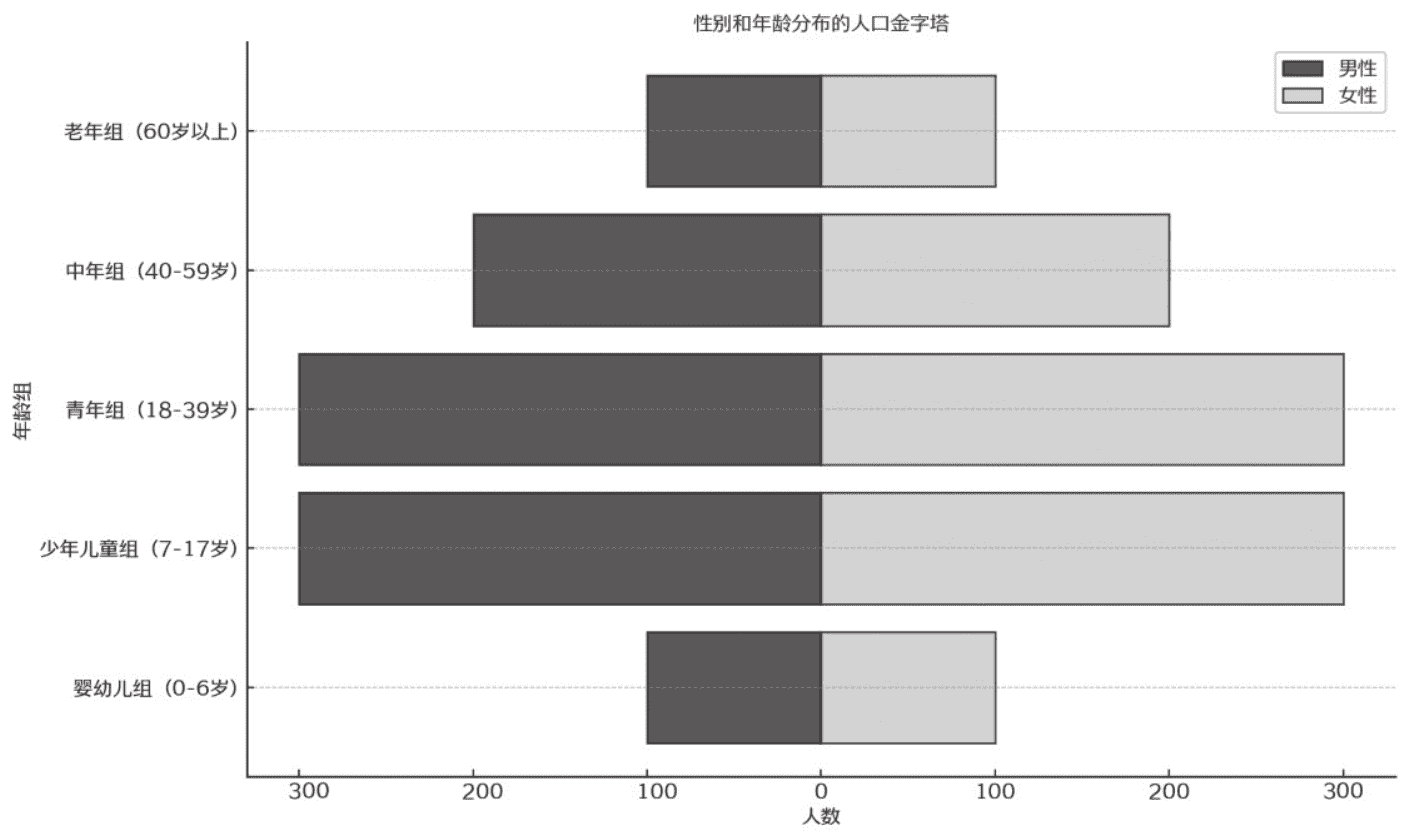 性别和年龄分布的人口金字塔
男性
女性
老年组（60岁以上）
中年组（40-59岁）
青年组（18-39岁）
少年儿童组（7-17岁）
婴幼儿组（0-6岁）
年龄组
300 200 100 0 100 200 300
人数